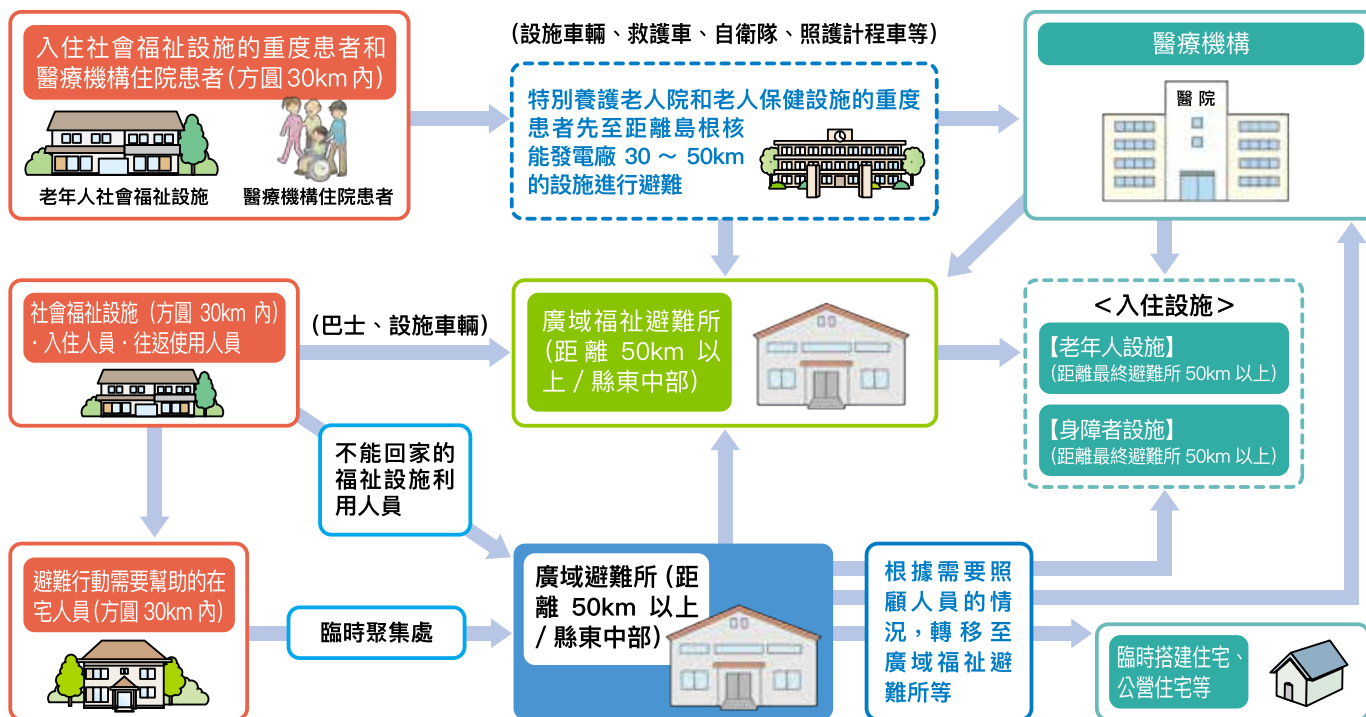 入住社會福祉設施的重度患者和
醫療機構住院患者(方圓 30km 內)
老年人社會福祉設施
醫療機構住院患者
(設施車輛、救護車、自衛隊、照護計程車等)
特別養護老人院和老人保健設施的重度
患者先至距離島根核
能發電廠 30 ～ 50km
的設施進行避難
醫療機構
醫院
社會福祉設施（方圓 30km 內）
· 入住人員 · 往返使用人員
(巴士、設施車輛)
廣域福祉避難所
(距離 50km 以
上 / 縣東中部)
＜入住設施＞
【老年人設施】
(距離最終避難所 50km 以上)
【身障者設施】
(距離最終避難所 50km 以上)
不能回家的
福祉設施利
用人員
避難行動需要幫助的在
宅人員(方圓 30km 內)
臨時聚集處
廣域避難所 (距
離 50km 以上
/ 縣東中部)
根據需要照
顧人員的情
況，轉移至
廣域福祉避
難所等
臨時搭建住宅、
公營住宅等